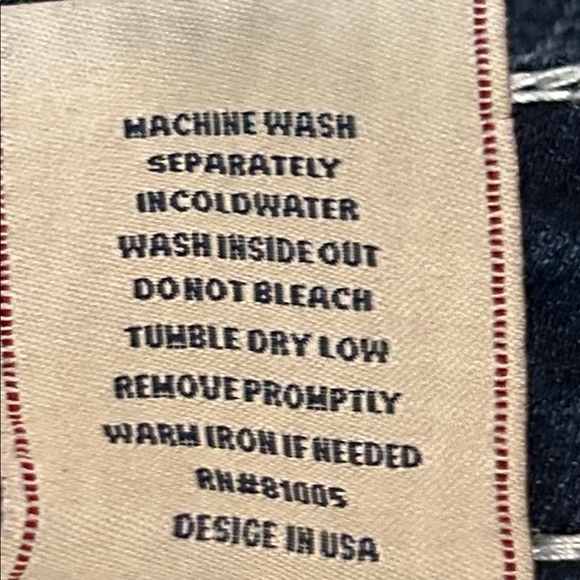 MACHINE WASH
SEPARATELY
IN COLD WATER
WASH INSIDE OUT
DO NOT BLEACH
TUMBLE DRY LOW
REMOVE PROMPTLY
WARM IRON IF NEEDED
RN#81005
DESIGE IN USA